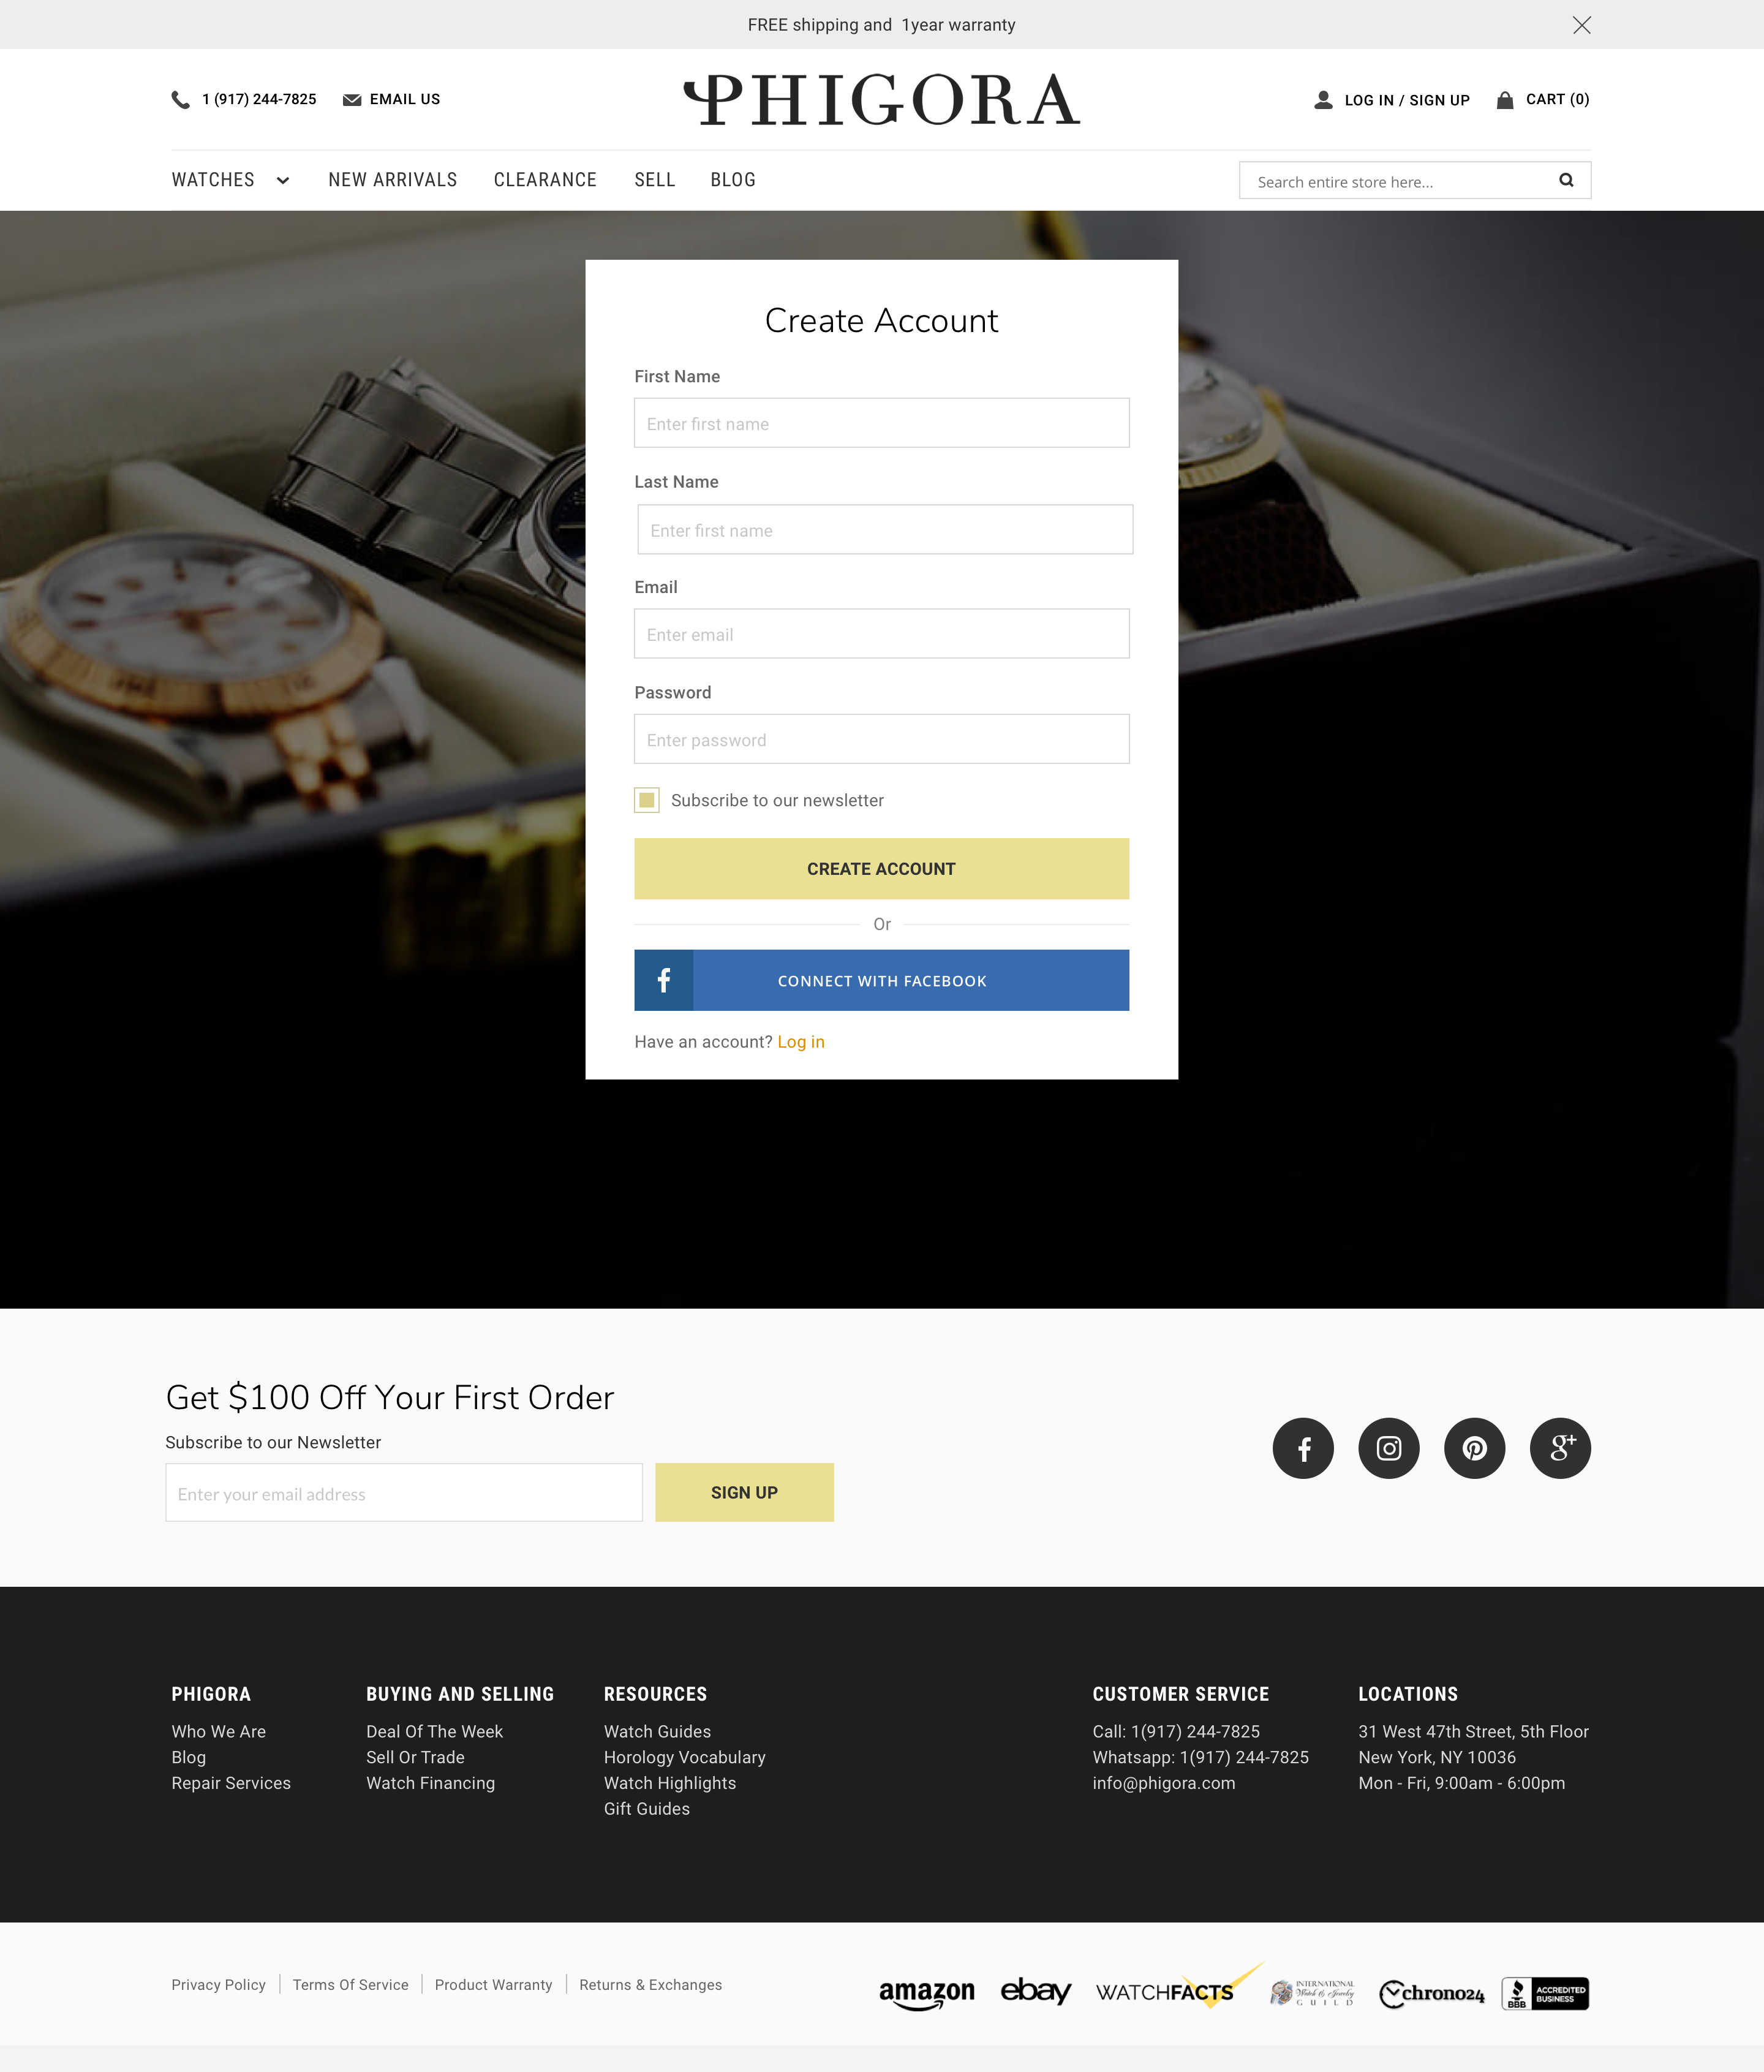 FREE shipping and  1year warranty
1 (917) 244-7825
EMAIL US
PHIGORA
LOG IN / SIGN UP
CART (0)
WATCHES
NEW ARRIVALS
CLEARANCE
SELL
BLOG
Search entire store here...
Create Account
First Name
Enter first name
Last Name
Enter first name
Email
Enter email
Password
Enter password
Subscribe to our newsletter
CREATE ACCOUNT
Or
CONNECT WITH FACEBOOK
Have an account? Log in
Get $100 Off Your First Order
Subscribe to our Newsletter
Enter your email address
SIGN UP
PHIGORA
Who We Are
Blog
Repair Services
BUYING AND SELLING
Deal Of The Week
Sell Or Trade
Watch Financing
RESOURCES
Watch Guides
Horology Vocabulary
Watch Highlights
Gift Guides
CUSTOMER SERVICE
Call: 1(917) 244-7825
Whatsapp: 1(917) 244-7825
info@phigora.com
LOCATIONS
31 West 47th Street, 5th Floor
New York, NY 10036
Mon - Fri, 9:00am - 6:00pm
Privacy Policy
Terms Of Service
Product Warranty
Returns & Exchanges
amazon
ebay
WATCHFACTS
INTERNATIONAL
Watch & Jewelry
GUILD
chrono24
BBB
ACCREDITED
BUSINESS